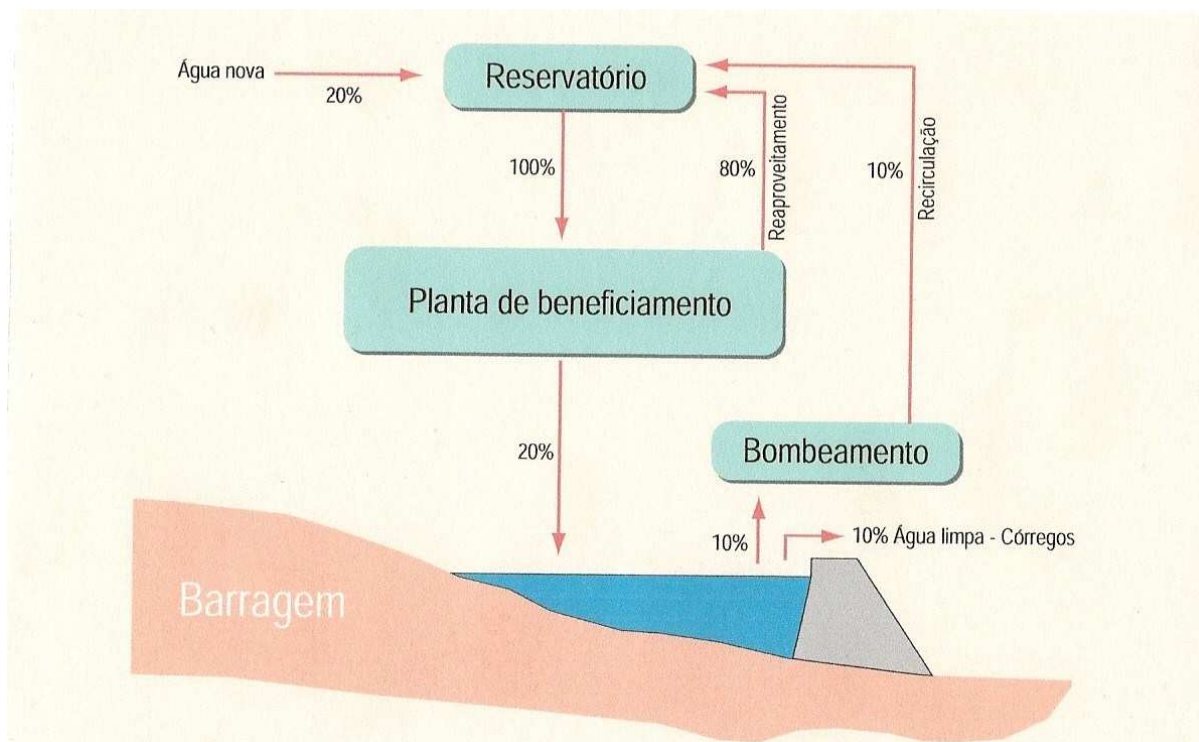 Água nova
20%
Reservatório
100%
80%
Reaproveitamento
10%
Recirculação
Planta de beneficiamento
20%
Bombeamento
10%
10% Água limpa - Córregos
Barragem